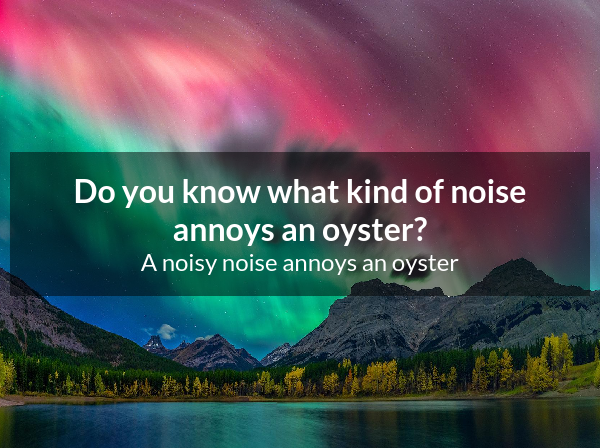 Do you know what kind of noise
annoys an oyster?
A noisy noise annoys an oyster